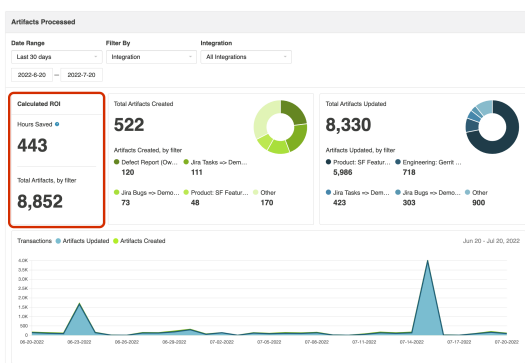 Artifacts Processed
Date Range Filter By Integration
Last 30 days Integration All Integrations
2022-6-20 – 2022-7-20
Calculated ROI
Hours Saved
443
Total Artifacts, by filter
8,852
Total Artifacts Created
522
Artifacts Created, by filter
Defect Report (Ow... Jira Tasks => Dem...
120 111
Jira Bugs => Demo... Product: SF Featur... Other
73 48 170
Total Artifacts Updated
8,330
Artifacts Updated, by filter
Product: SF Featur... Engineering: Gerrit ...
5,986 718
Jira Tasks => Dem... Jira Bugs => Demo... Other
423 303 900
Transactions Artifacts Updated Artifacts Created Jun 20 - Jul 20, 2022
4.0K
350
3.0K
2.5K
2.0K
1.5K
1.0K
500
0
06-20-2022 06-23-2022 06-26-2022 06-29-2022 07-02-2022 07-05-2022 07-08-2022 07-11-2022 07-14-2022 07-17-2022 07-20-2022